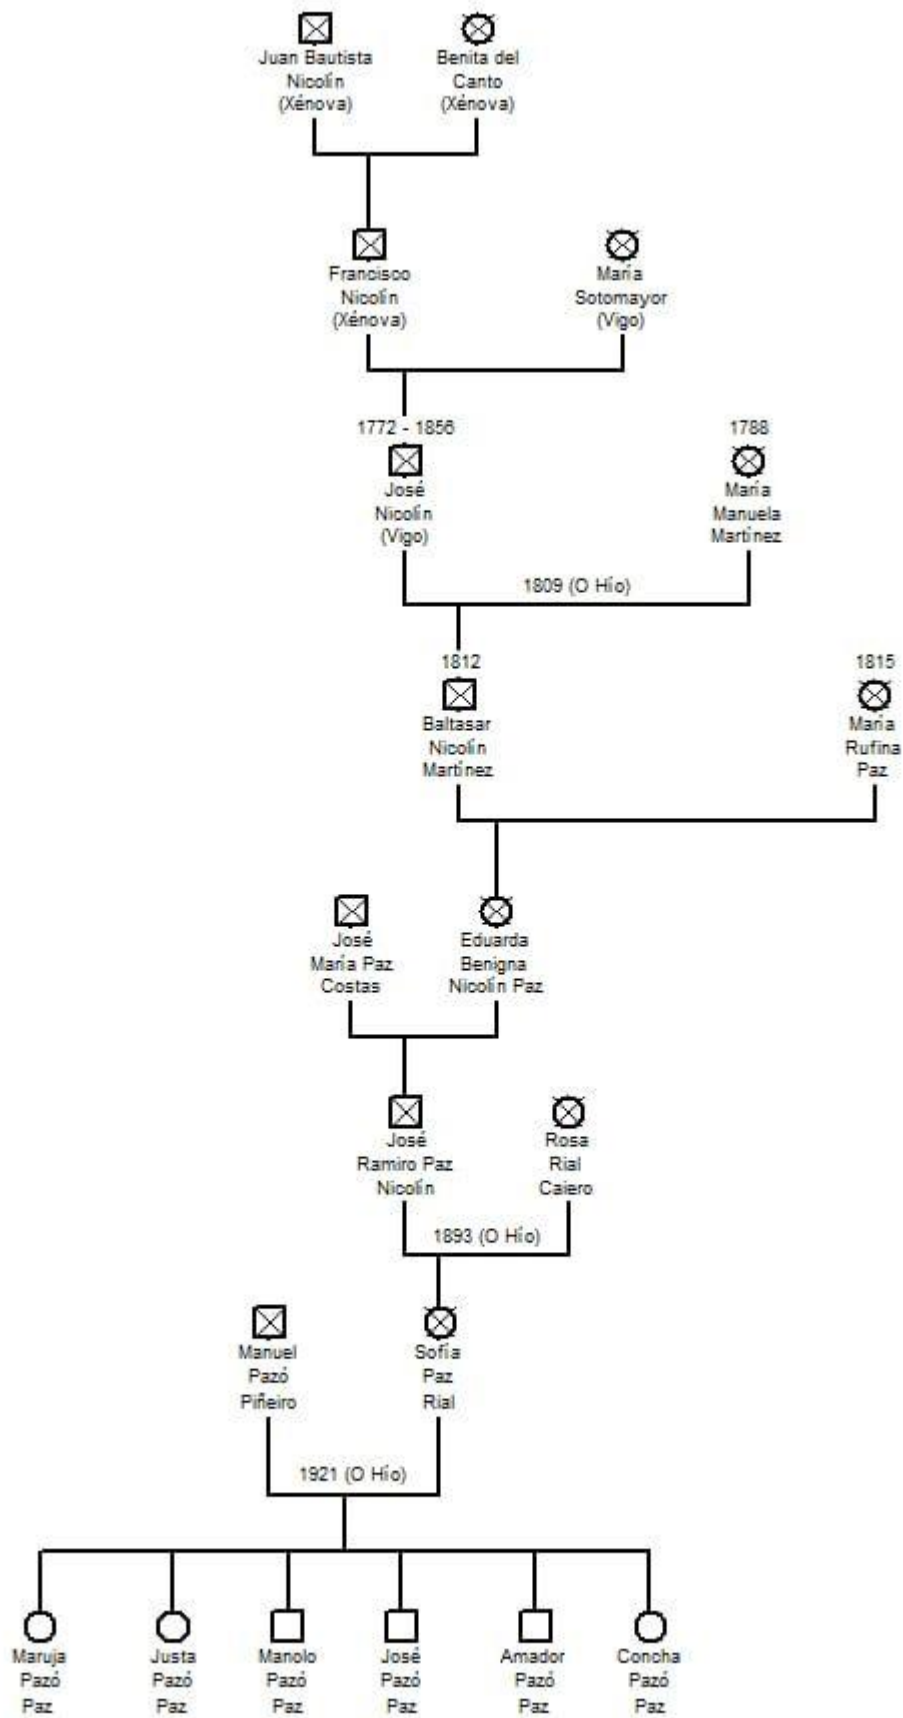 Juan Bautista
Nicolín
(Xénova)
Benita del
Canto
(Xénova)
Francisco
Nicolín
(Xénova)
María
Sotomayor
(Vigo)
1772 - 1856
José
Nicolín
(Vigo)
1788
María
Manuela
Martínez
1809 (O Hío)
1812
Baltasar
Nicolín
Martínez
1815
María
Rufina
Paz
José
María Paz
Costas
Eduarda
Benigna
Nicolín Paz
José
Ramiro Paz
Nicolín
Rosa
Rial
Caiero
1893 (O Hío)
Manuel
Pazó
Piñeiro
Sofía
Paz
Rial
1921 (O Hío)
Maruja
Pazó
Paz
Justa
Pazó
Paz
Manolo
Pazó
Paz
José
Pazó
Paz
Amador
Pazó
Paz
Concha
Pazó
Paz